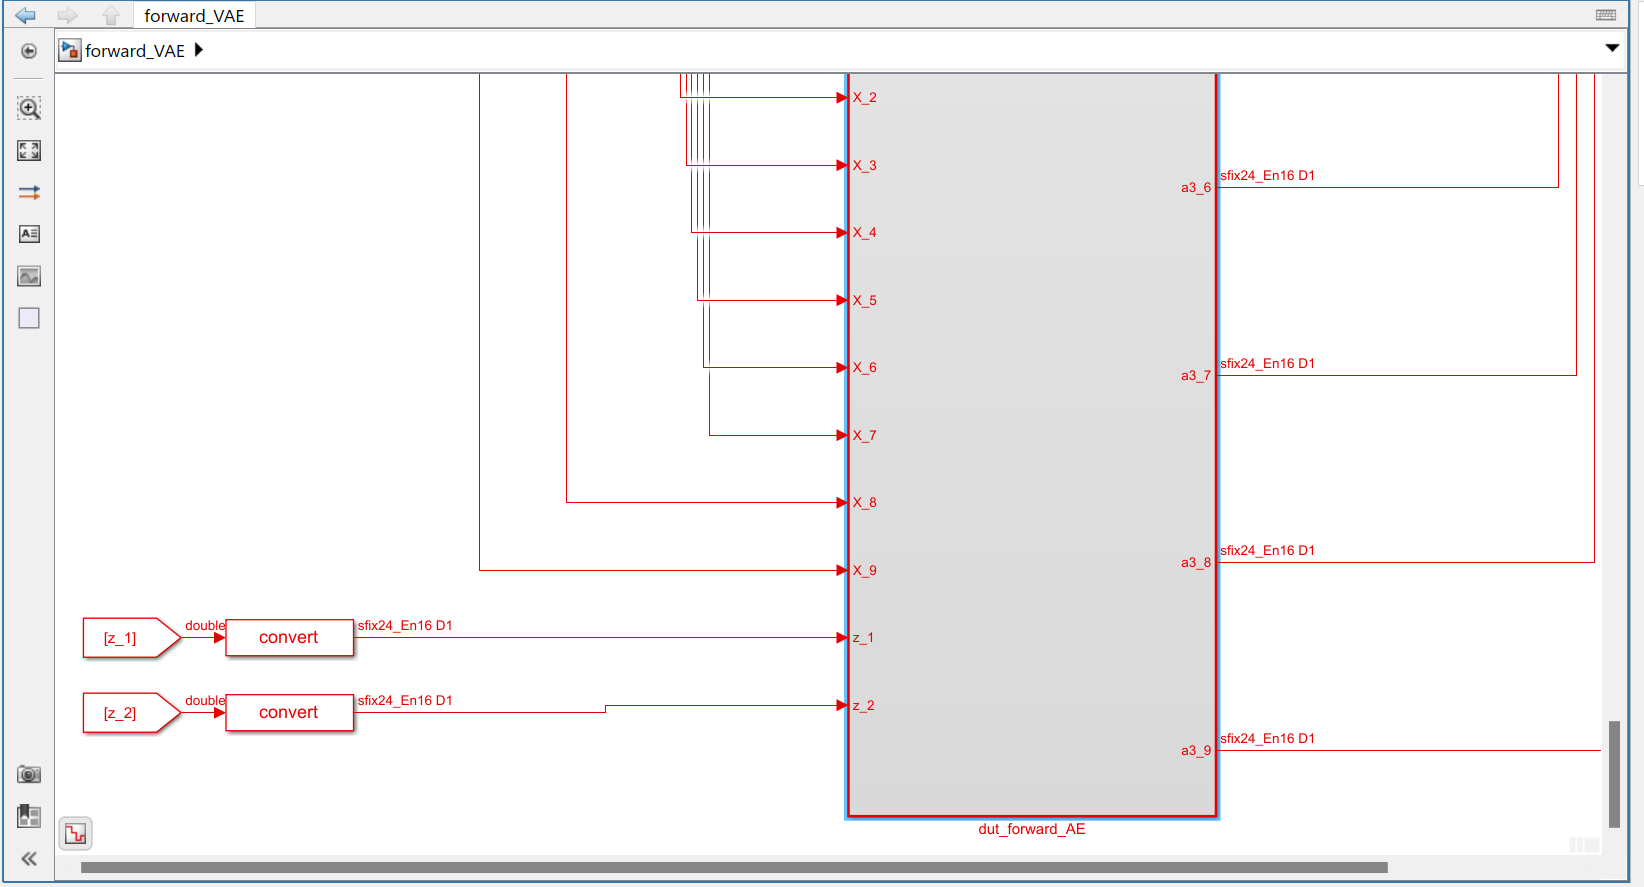 forward_VAE
forward_VAE
X_2
X_3
sfix24_En16 D1
a3_6
X_4
X_5
X_6
sfix24_En16 D1
a3_7
X_7
X_8
sfix24_En16 D1
a3_8
X_9
[z_1] double convert sfix24_En16 D1
z_1
[z_2] double convert sfix24_En16 D1
z_2
sfix24_En16 D1
a3_9
dut_forward_AE